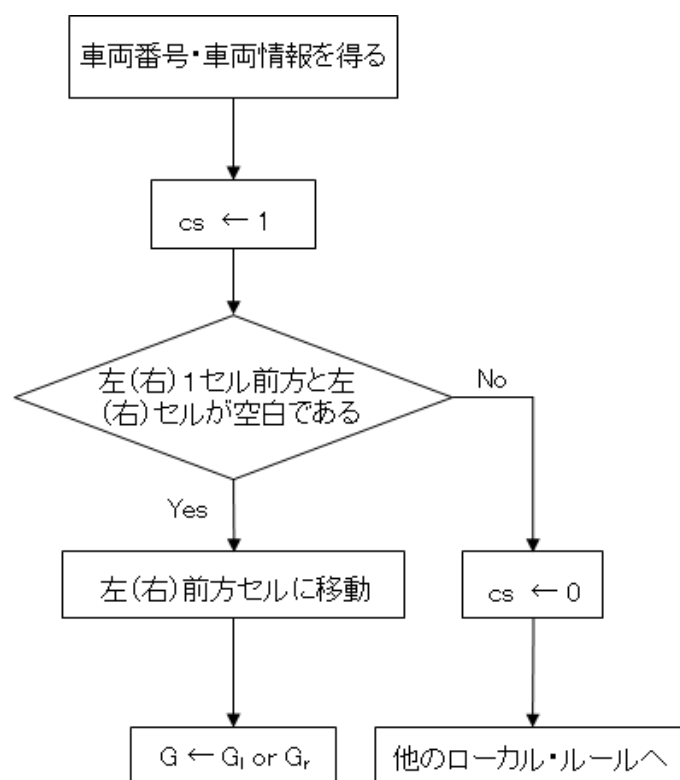 車両番号・車両情報を得る
cs ← 1
左(右)1セル前方と左
(右)セルが空白である
No
Yes
左(右)前方セルに移動
cs ← 0
G ← Gl or Gr
他のローカル・ルールへ